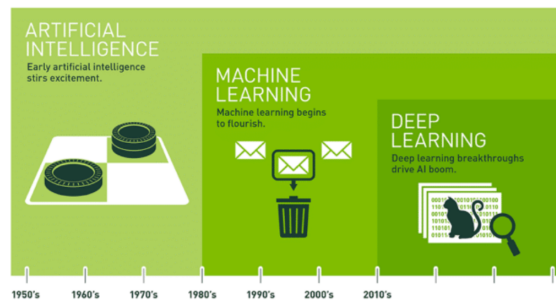 ARTIFICIAL
INTELLIGENCE
Early artificial intelligence
stirs excitement.
MACHINE
LEARNING
Machine learning begins
to flourish.
DEEP
LEARNING
Deep learning breakthroughs
drive AI boom.
1950's 1960's 1970's 1980's 1990's 2000's 2010's